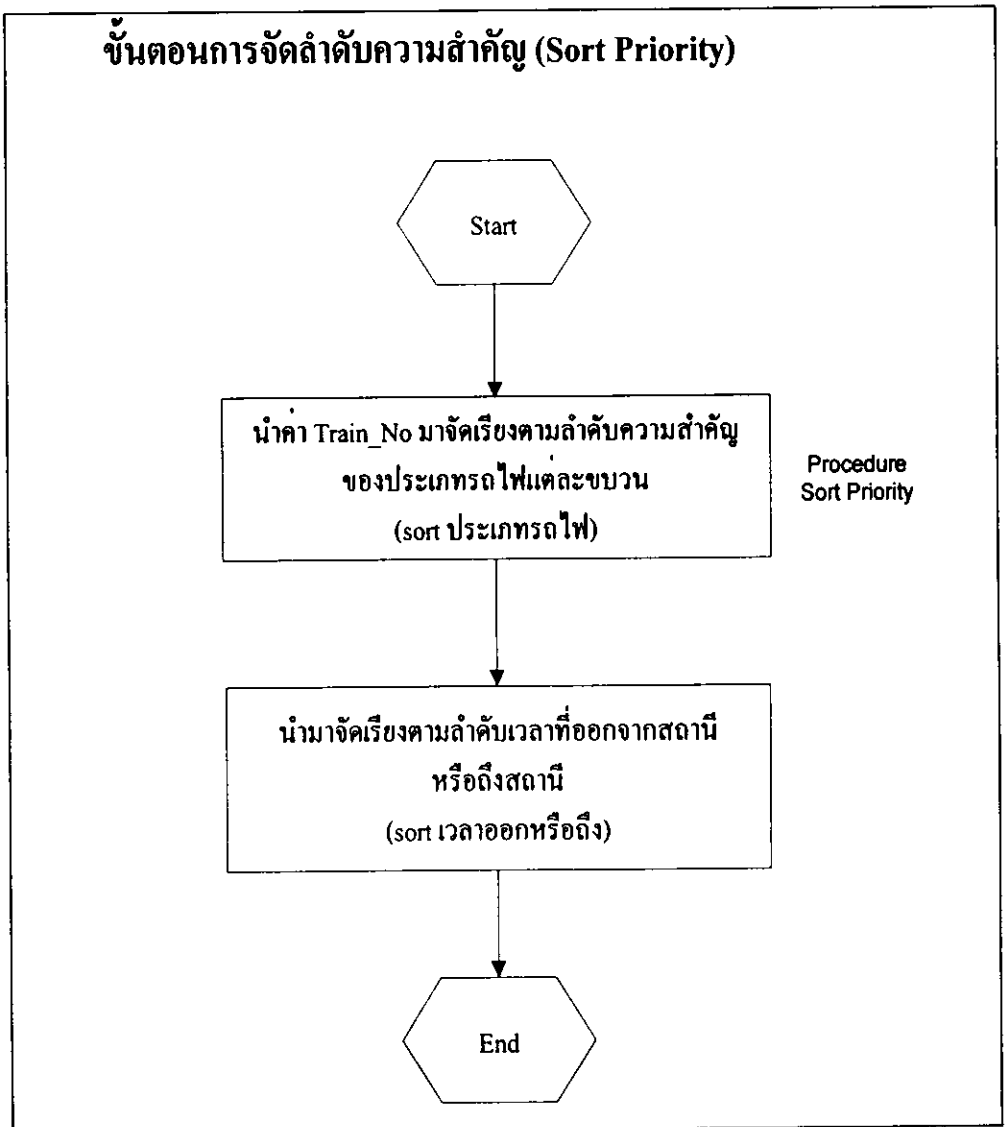 ขั้นตอนการจัดลำดับความสำคัญ (Sort Priority)
Start
นำค่า Train_No มาจัดเรียงตามลำดับความสำคัญ
ของประเภทรถไฟแต่ละขบวน
(sort ประเภทรถไฟ)
Procedure
Sort Priority
นำมาจัดเรียงตามลำดับเวลาที่ออกจากสถานี
หรือถึงสถานี
(sort เวลาออกหรือถึง)
End